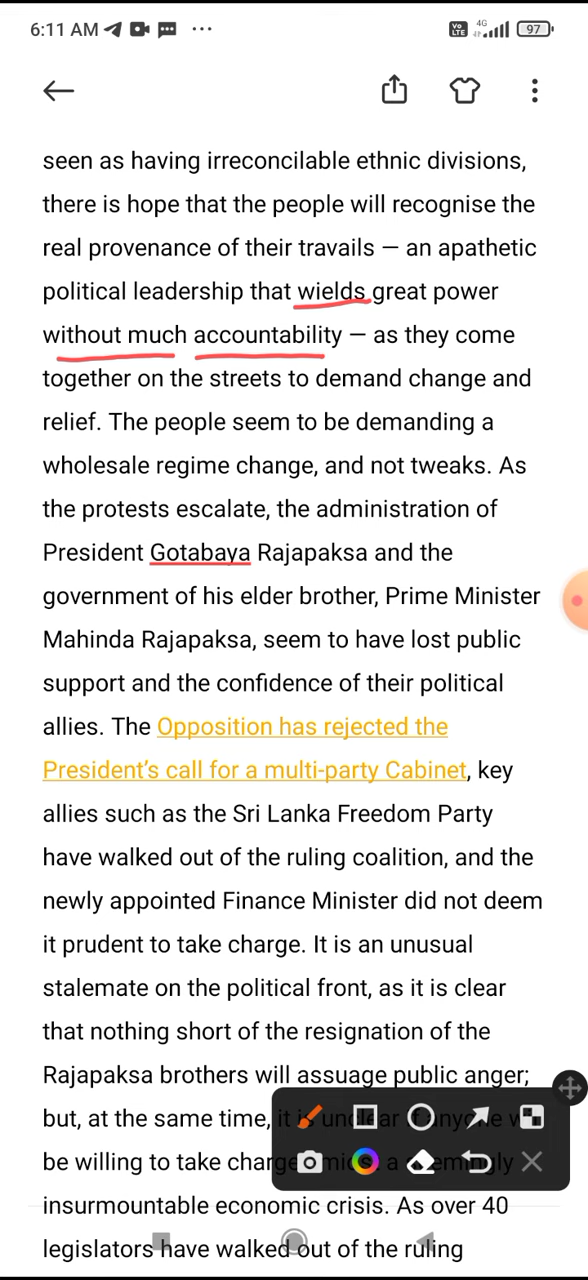 6:11 AM
Vo LTE 4G 97
seen as having irreconcilable ethnic divisions,
there is hope that the people will recognise the
real provenance of their travails — an apathetic
political leadership that wields great power
without much accountability — as they come
together on the streets to demand change and
relief. The people seem to be demanding a
wholesale regime change, and not tweaks. As
the protests escalate, the administration of
President Gotabaya Rajapaksa and the
government of his elder brother, Prime Minister
Mahinda Rajapaksa, seem to have lost public
support and the confidence of their political
allies. The Opposition has rejected the
President’s call for a multi-party Cabinet, key
allies such as the Sri Lanka Freedom Party
have walked out of the ruling coalition, and the
newly appointed Finance Minister did not deem
it prudent to take charge. It is an unusual
stalemate on the political front, as it is clear
that nothing short of the resignation of the
Rajapaksa brothers will assuage public anger;
but, at the same time, it is unclear if anyone
be willing to take charge a seemingly
insurmountable economic crisis. As over 40
legislators have walked out of the ruling